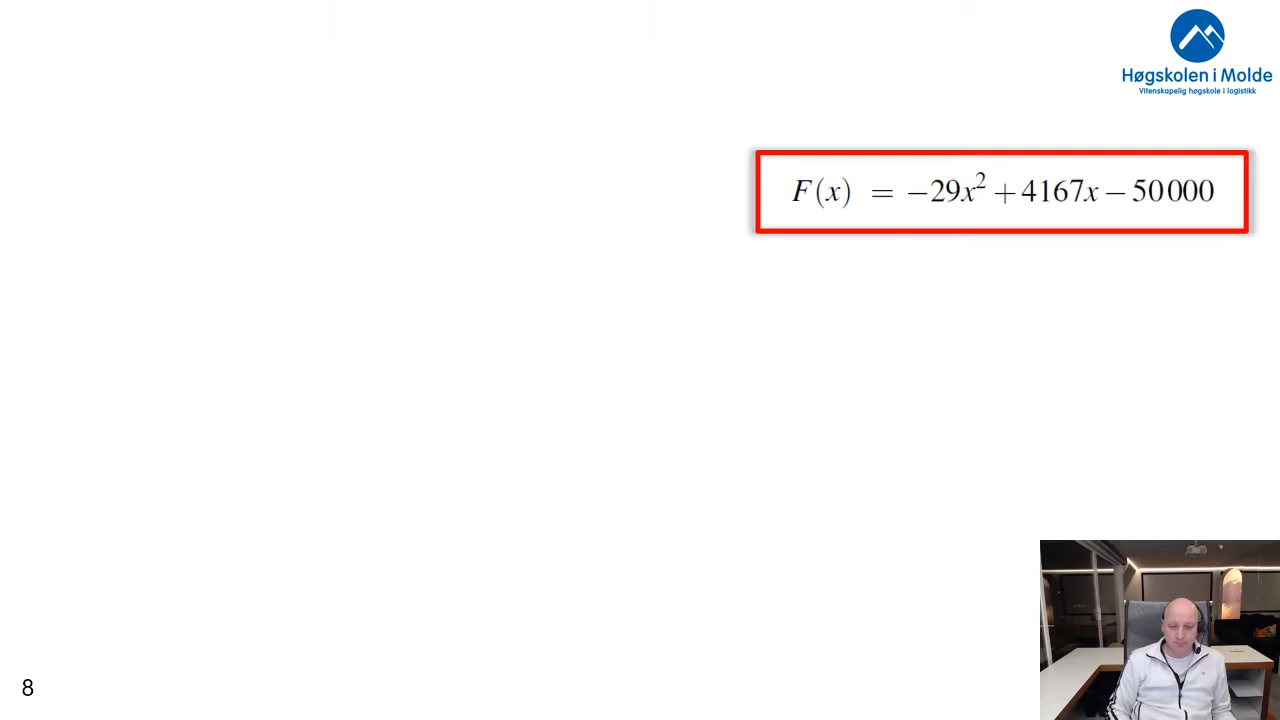 Høgskolen i Molde
Vitenskapelig høgskole i logistikk
F(x) = −29x² + 4167x − 50 000
8